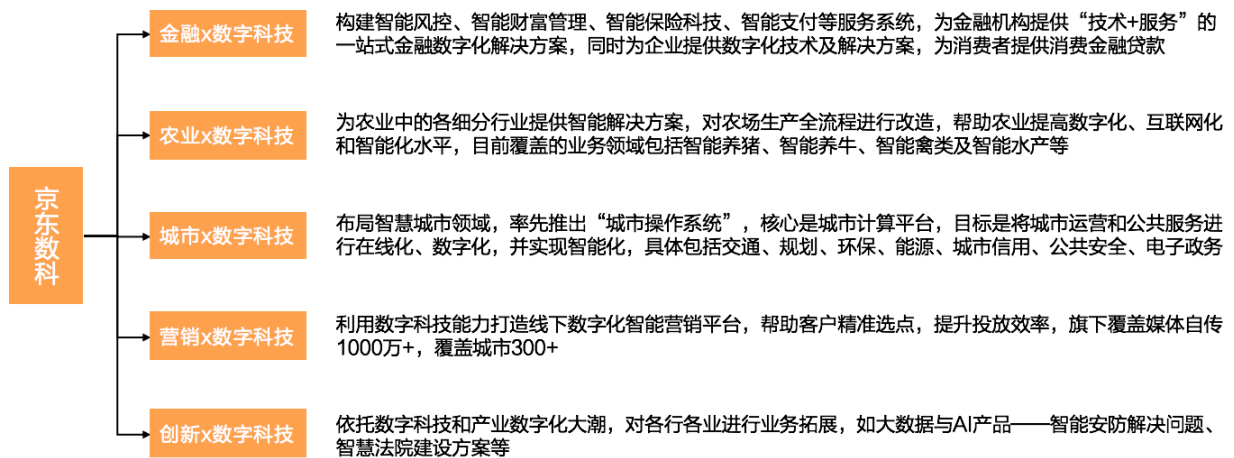 京东数科
金融x数字科技
构建智能风控、智能财富管理、智能保险科技、智能支付等服务系统，为金融机构提供“技术+服务”的
一站式金融数字化解决方案，同时为企业提供数字化技术及解决方案，为消费者提供消费金融贷款
农业x数字科技
为农业中的各细分行业提供智能解决方案，对农场生产全流程进行改造，帮助农业提高数字化、互联网化
和智能化水平，目前覆盖的业务领域包括智能养猪、智能养牛、智能禽类及智能水产等
城市x数字科技
布局智慧城市领域，率先推出“城市操作系统”，核心是城市计算平台，目标是将城市运营和公共服务进
行在线化、数字化，并实现智能化，具体包括交通、规划、环保、能源、城市信用、公共安全、电子政务
营销x数字科技
利用数字科技能力打造线下数字化智能营销平台，帮助客户精准选点，提升投放效率，旗下覆盖媒体自传
1000万+，覆盖城市300+
创新x数字科技
依托数字科技和产业数字化大潮，对各行各业进行业务拓展，如大数据与AI产品——智能安防解决问题、
智慧法院建设方案等